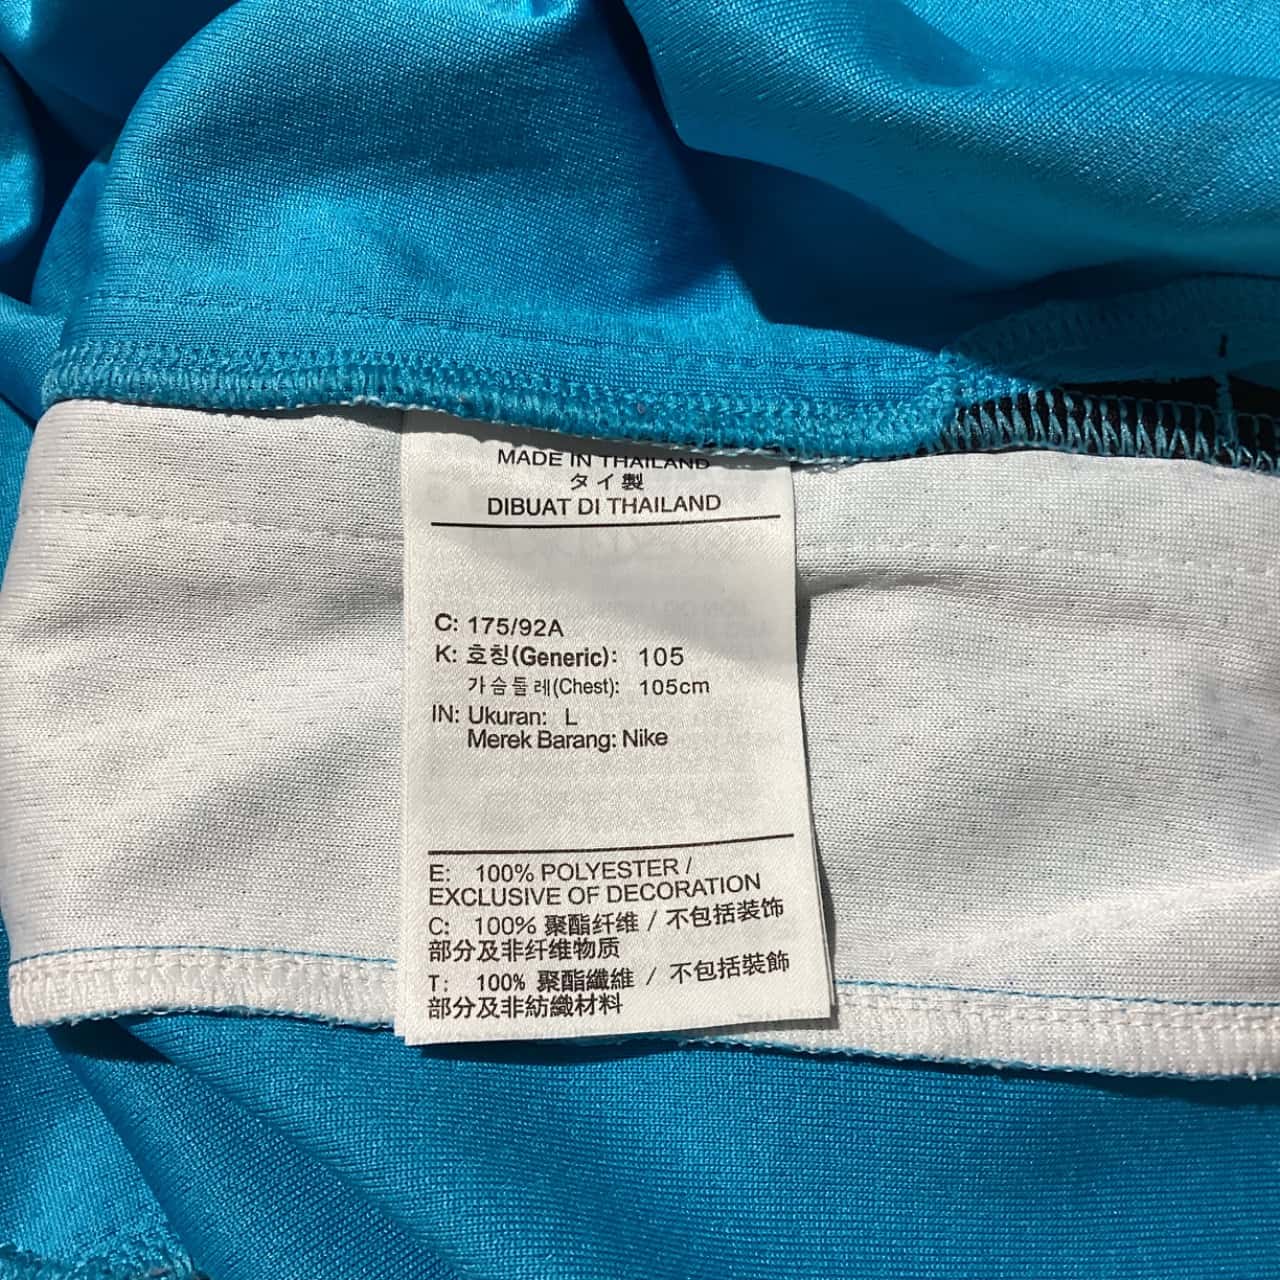 MADE IN THAILAND
タイ製
DIBUAT DI THAILAND
C: 175/92A
K: 호칭(Generic): 105
가슴둘레(Chest): 105cm
IN: Ukuran: L
Merek Barang: Nike
E: 100% POLYESTER /
EXCLUSIVE OF DECORATION
C: 100% 聚酯纤维 / 不包括装饰
部分及非纤维物质
T: 100% 聚酯纖維 / 不包括裝飾
部分及非紡織材料